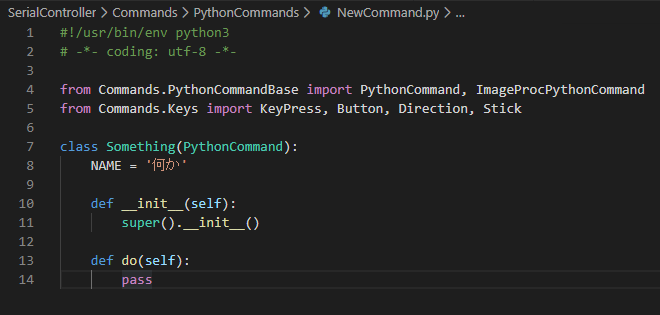 SerialController > Commands > PythonCommands > NewCommand.py > ...
1 #!/usr/bin/env python3
2 # -*- coding: utf-8 -*-
3
4 from Commands.PythonCommandBase import PythonCommand, ImageProcPythonCommand
5 from Commands.Keys import KeyPress, Button, Direction, Stick
6
7 class Something(PythonCommand):
8     NAME = '何か'
9
10     def __init__(self):
11         super().__init__()
12
13     def do(self):
14         pass